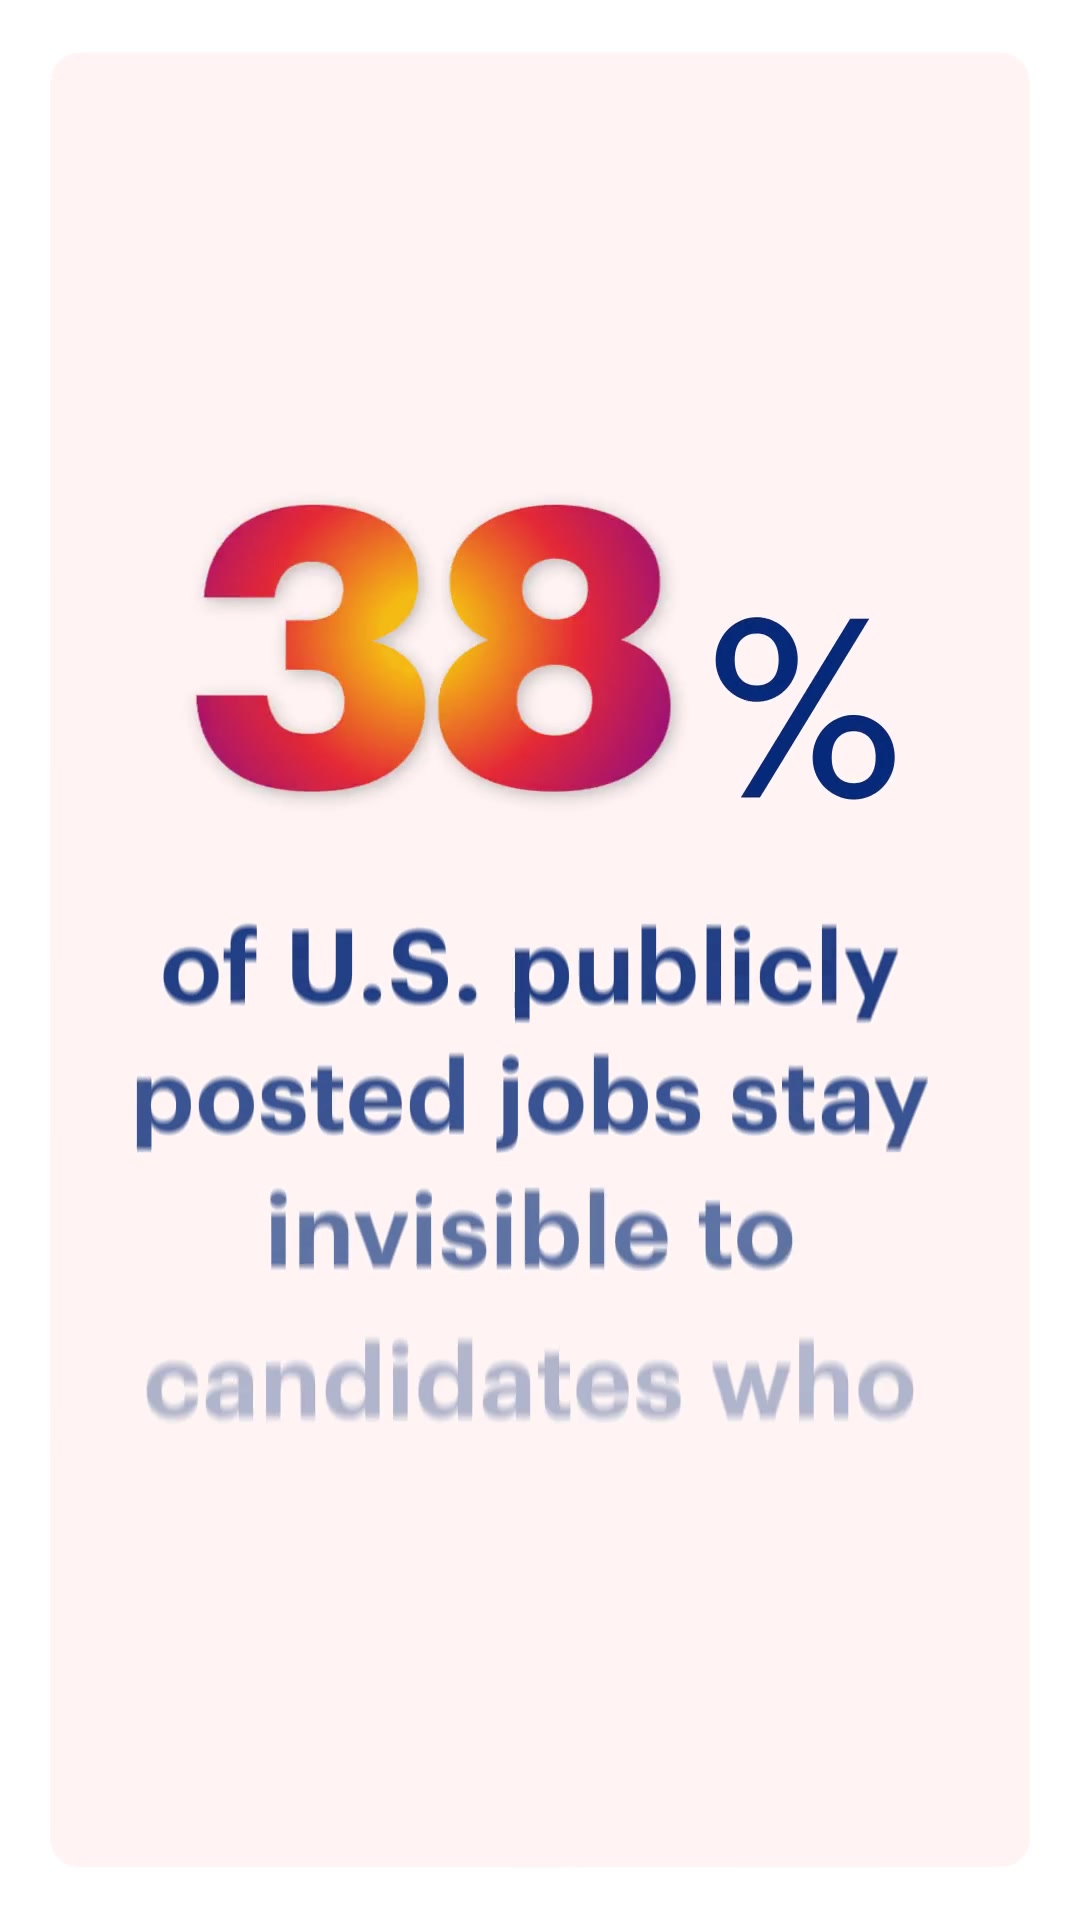 38%
of U.S. publicly
posted jobs stay
invisible to
candidates who